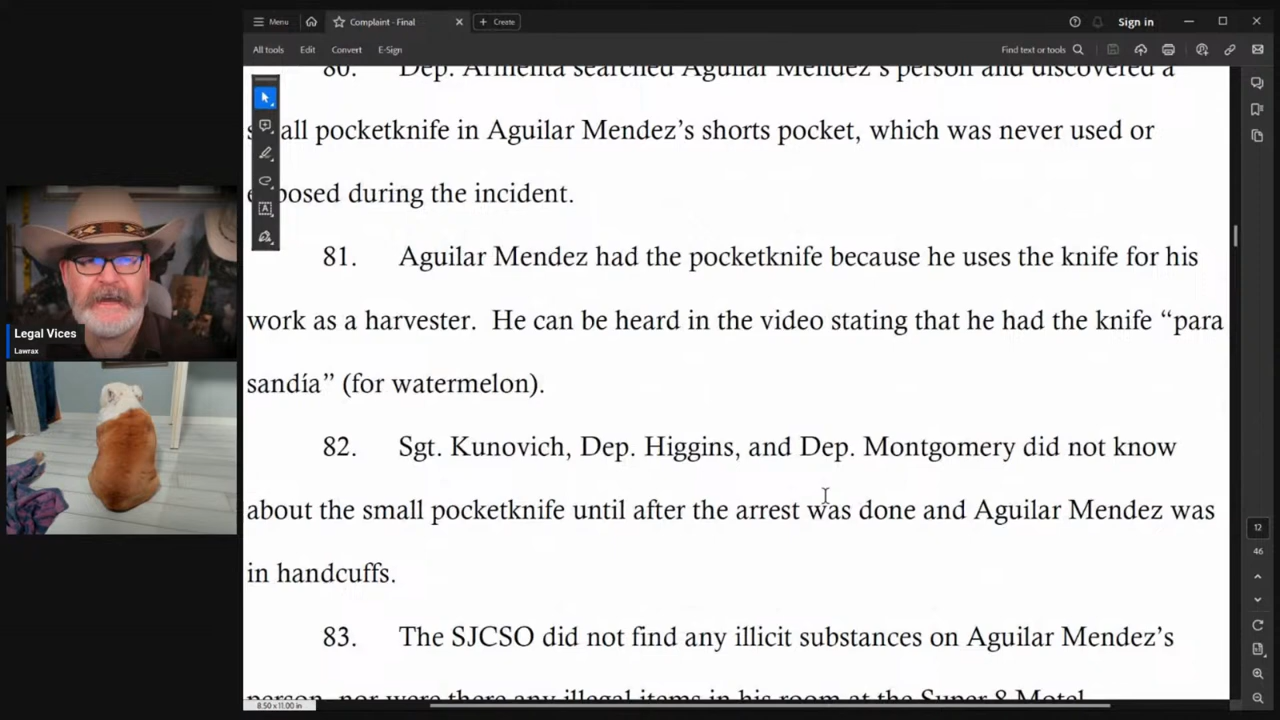 Menu
Complaint - Final
Create
Sign in
All tools
Edit
Convert
E-Sign
Find text or tools
80. Dep. Armenta searched Aguilar Mendez's person and discovered a
small pocketknife in Aguilar Mendez's shorts pocket, which was never used or
exposed during the incident.
81. Aguilar Mendez had the pocketknife because he uses the knife for his
work as a harvester. He can be heard in the video stating that he had the knife “para
sandía” (for watermelon).
82. Sgt. Kunovich, Dep. Higgins, and Dep. Montgomery did not know
about the small pocketknife until after the arrest was done and Aguilar Mendez was
in handcuffs.
83. The SJCSO did not find any illicit substances on Aguilar Mendez's
person, nor were there any illegal items in his room at the Super 8 Motel.
8.50 x 11.00 in
12
46
Legal Vices
Lawrax